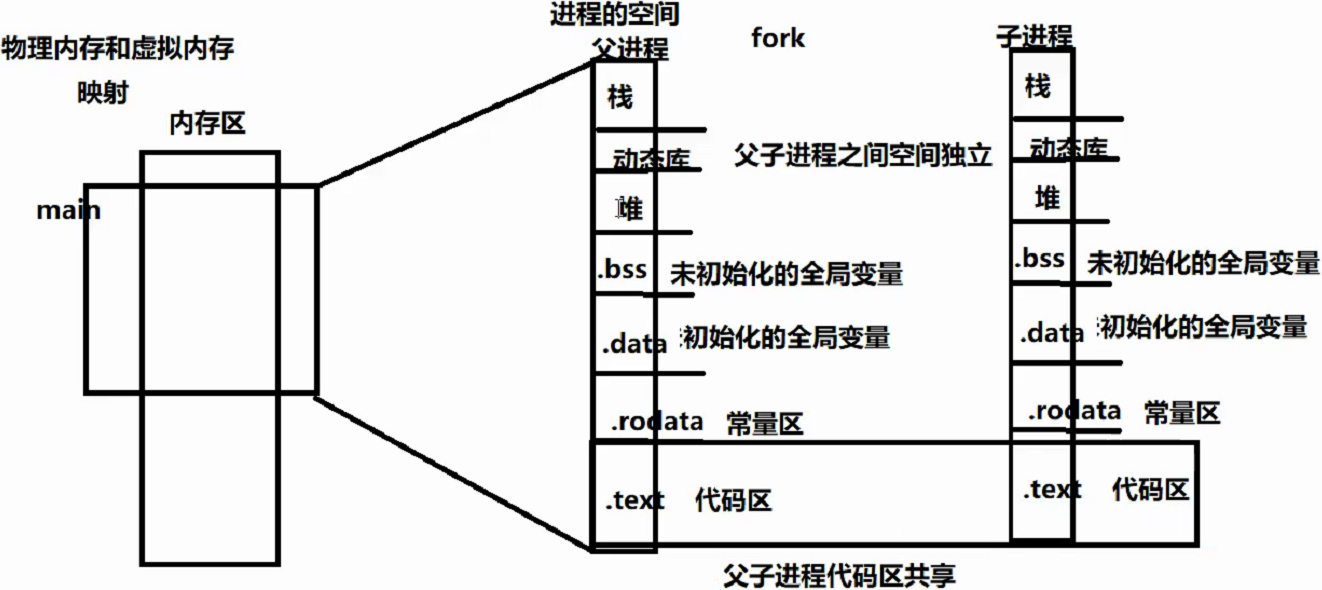 进程的空间
物理内存和虚拟内存
映射
内存区
main
父进程
fork
子进程
栈
动态库
堆
.bss 未初始化的全局变量
.data 初始化的全局变量
.rodata 常量区
.text 代码区
父子进程之间空间独立
栈
动态库
堆
.bss 未初始化的全局变量
.data 初始化的全局变量
.rodata 常量区
.text 代码区
父子进程代码区共享